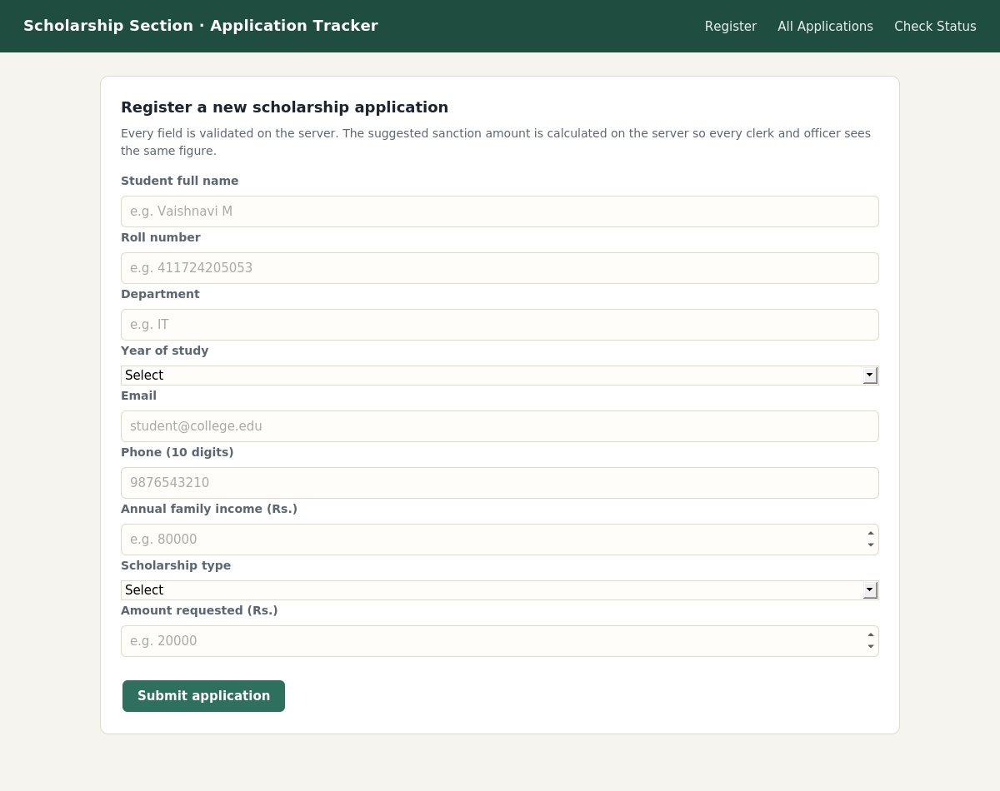 Scholarship Section · Application Tracker
Register
All Applications
Check Status
Register a new scholarship application
Every field is validated on the server. The suggested sanction amount is calculated on the server so every clerk and officer sees
the same figure.
Student full name
e.g. Vaishnavi M
Roll number
e.g. 411724205053
Department
e.g. IT
Year of study
Select
Email
student@college.edu
Phone (10 digits)
9876543210
Annual family income (Rs.)
e.g. 80000
Scholarship type
Select
Amount requested (Rs.)
e.g. 20000
Submit application